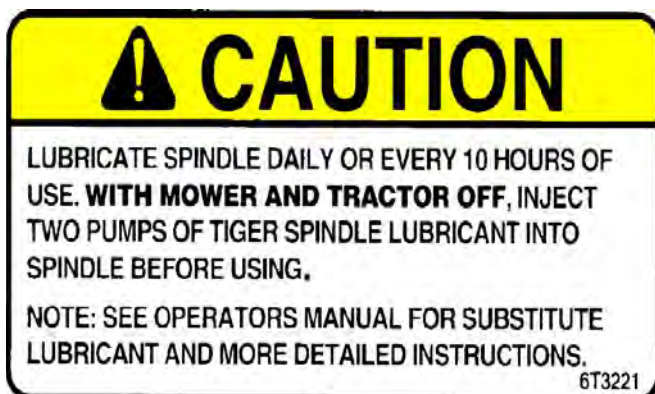 CAUTION
LUBRICATE SPINDLE DAILY OR EVERY 10 HOURS OF
USE. WITH MOWER AND TRACTOR OFF, INJECT
TWO PUMPS OF TIGER SPINDLE LUBRICANT INTO
SPINDLE BEFORE USING.
NOTE: SEE OPERATORS MANUAL FOR SUBSTITUTE
LUBRICANT AND MORE DETAILED INSTRUCTIONS.
6T3221